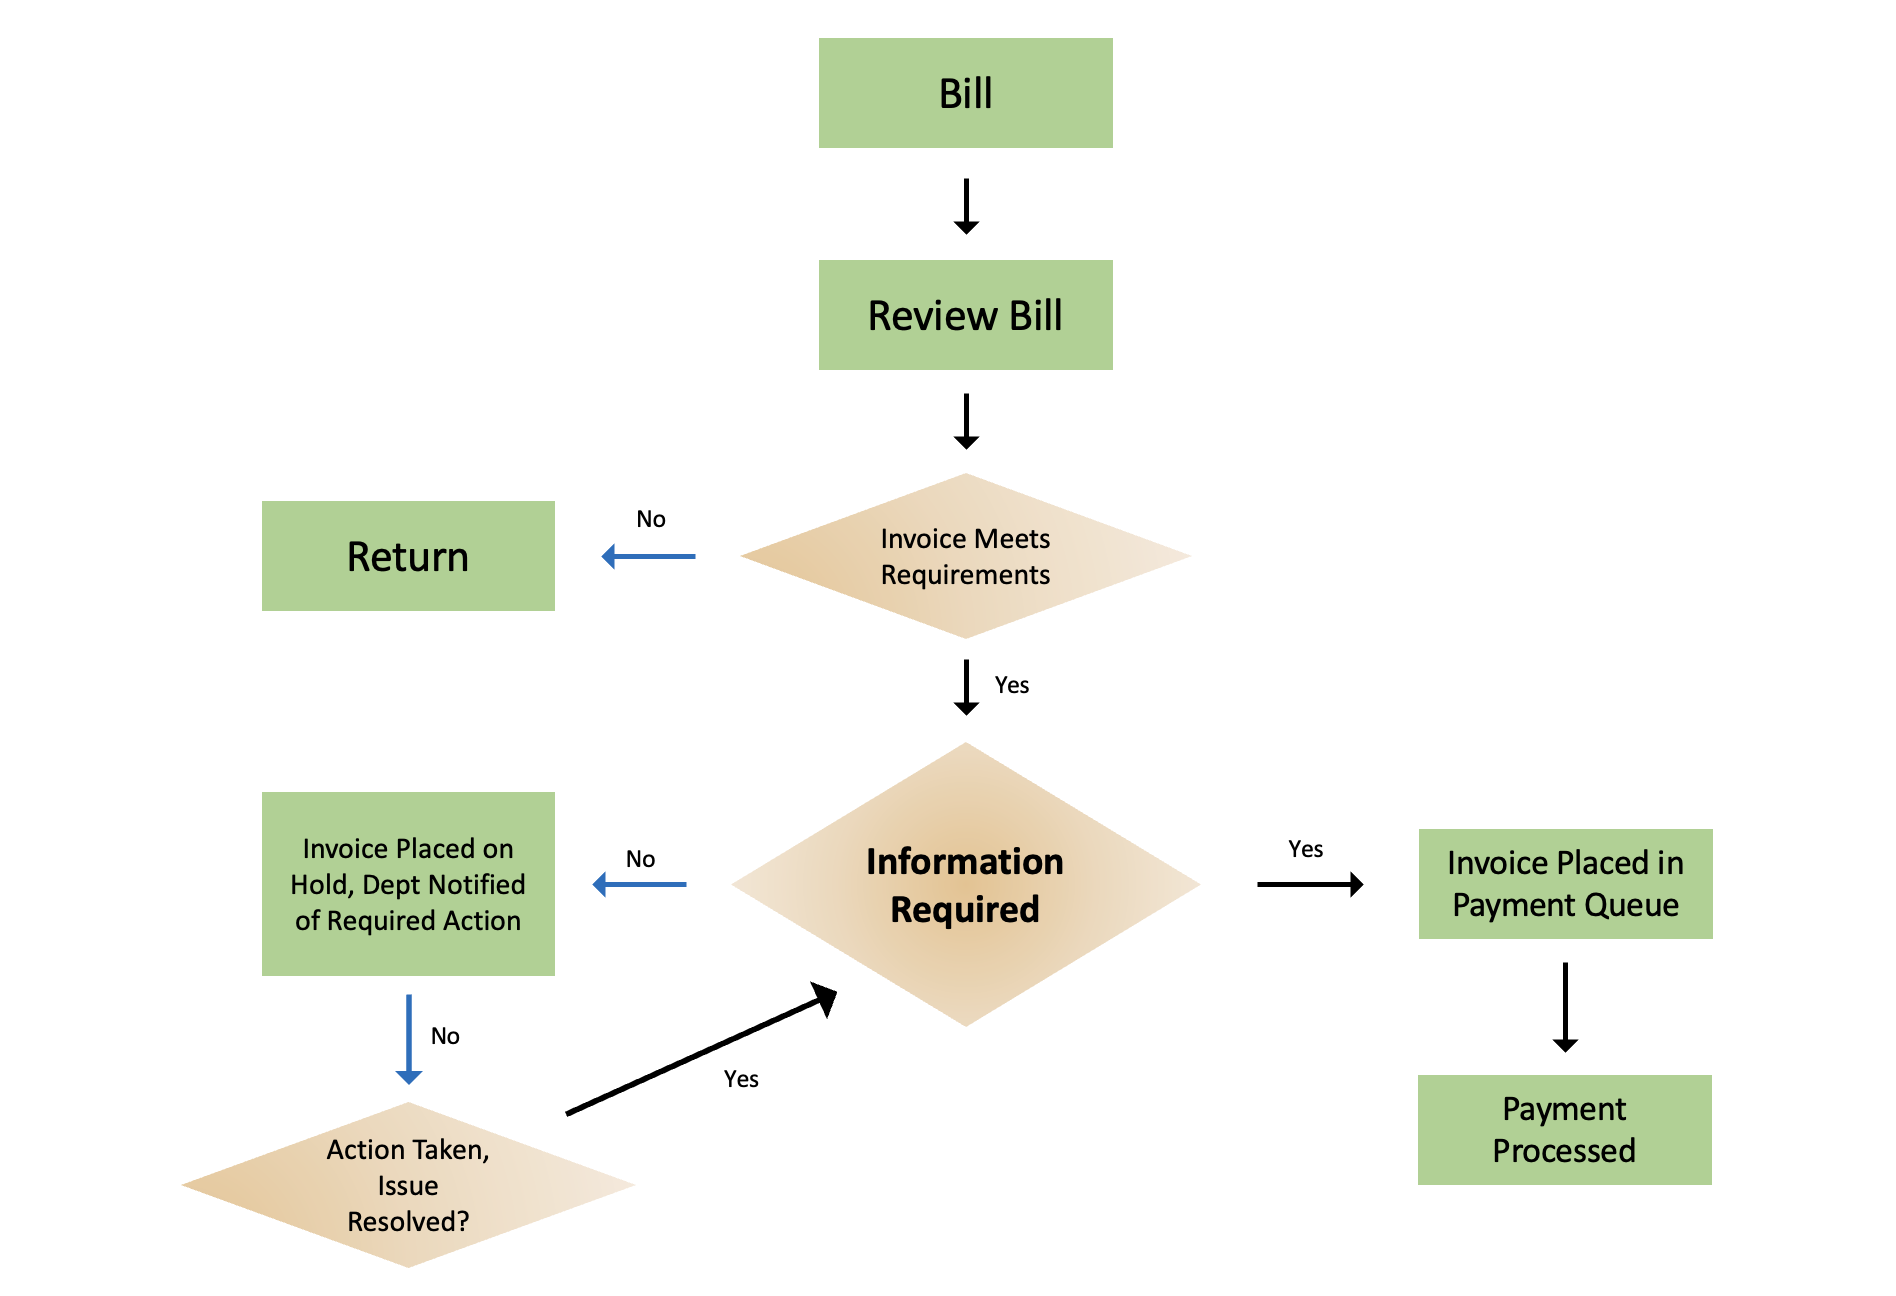 Bill
Review Bill
Invoice Meets
Requirements
No
Return
Yes
Information
Required
No
Invoice Placed on
Hold, Dept Notified
of Required Action
Yes
Invoice Placed in
Payment Queue
No
Yes
Action Taken,
Issue
Resolved?
Payment
Processed